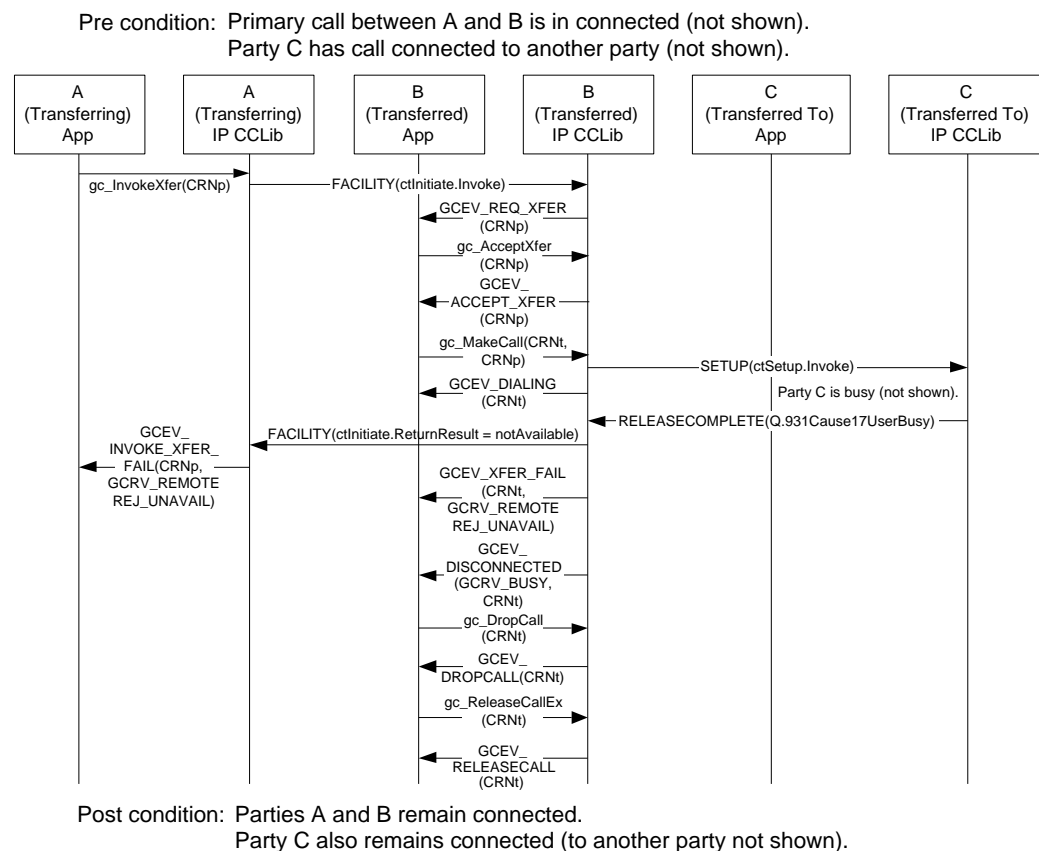 Pre condition: Primary call between A and B is in connected (not shown).
Party C has call connected to another party (not shown).
A
(Transferring)
App
A
(Transferring)
IP CCLib
B
(Transferred)
App
B
(Transferred)
IP CCLib
C
(Transferred To)
App
C
(Transferred To)
IP CCLib
gc_InvokeXfer(CRNp)
FACILITY(ctInitiate.Invoke)
GCEV_REQ_XFER
(CRNp)
gc_AcceptXfer
(CRNp)
GCEV_
ACCEPT_XFER
(CRNp)
gc_MakeCall(CRNt,
CRNp)
SETUP(ctSetup.Invoke)
GCEV_DIALING
(CRNt)
Party C is busy (not shown).
RELEASECOMPLETE(Q.931Cause17UserBusy)
FACILITY(ctInitiate.ReturnResult = notAvailable)
GCEV_
INVOKE_XFER_
FAIL(CRNp,
GCRV_REMOTE
REJ_UNAVAIL)
GCEV_XFER_FAIL
(CRNt,
GCRV_REMOTE
REJ_UNAVAIL)
GCEV_
DISCONNECTED
(GCRV_BUSY,
CRNt)
gc_DropCall
(CRNt)
GCEV_
DROPCALL(CRNt)
gc_ReleaseCallEx
(CRNt)
GCEV_
RELEASECALL
(CRNt)
Post condition: Parties A and B remain connected.
Party C also remains connected (to another party not shown).